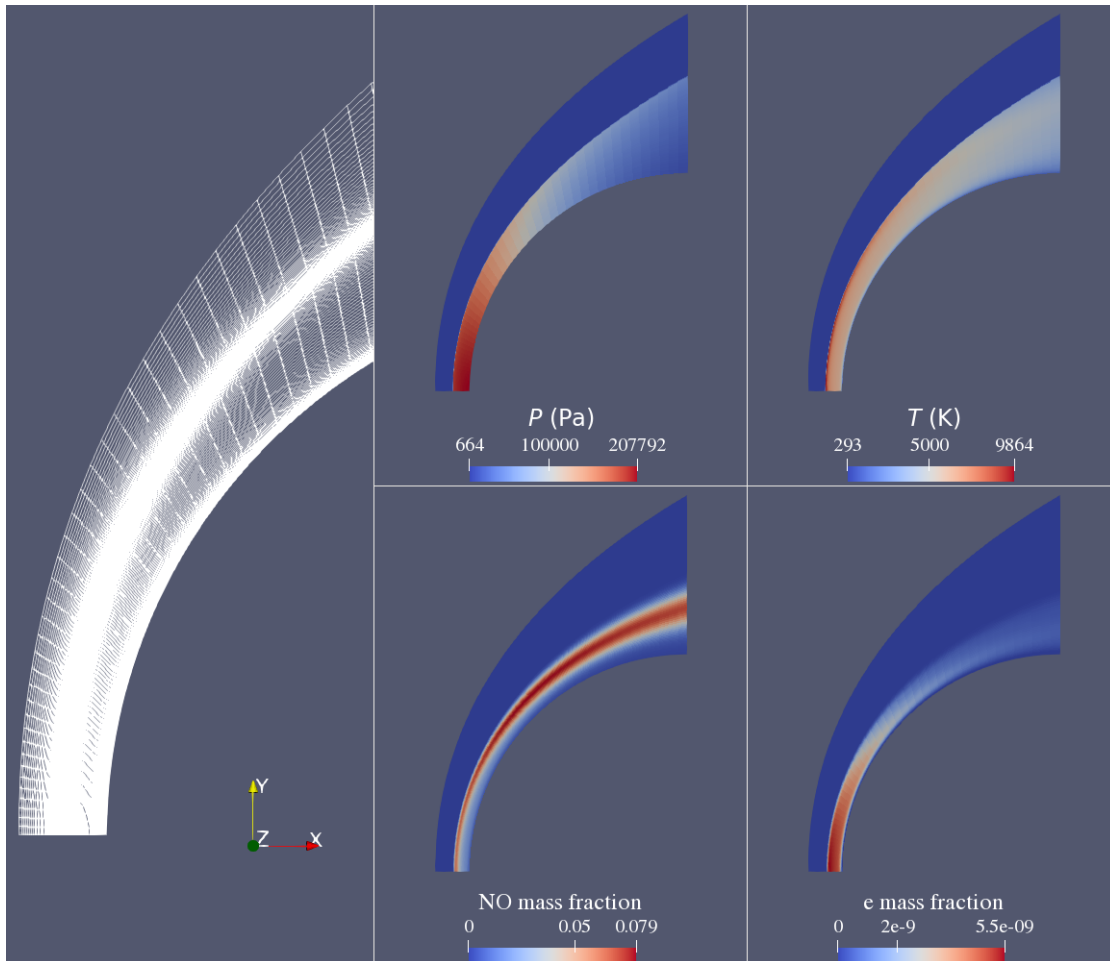 P (Pa)
664 100000 207792
T (K)
293 5000 9864
Y
Z X
NO mass fraction
0 0.05 0.079
e mass fraction
0 2e-9 5.5e-09